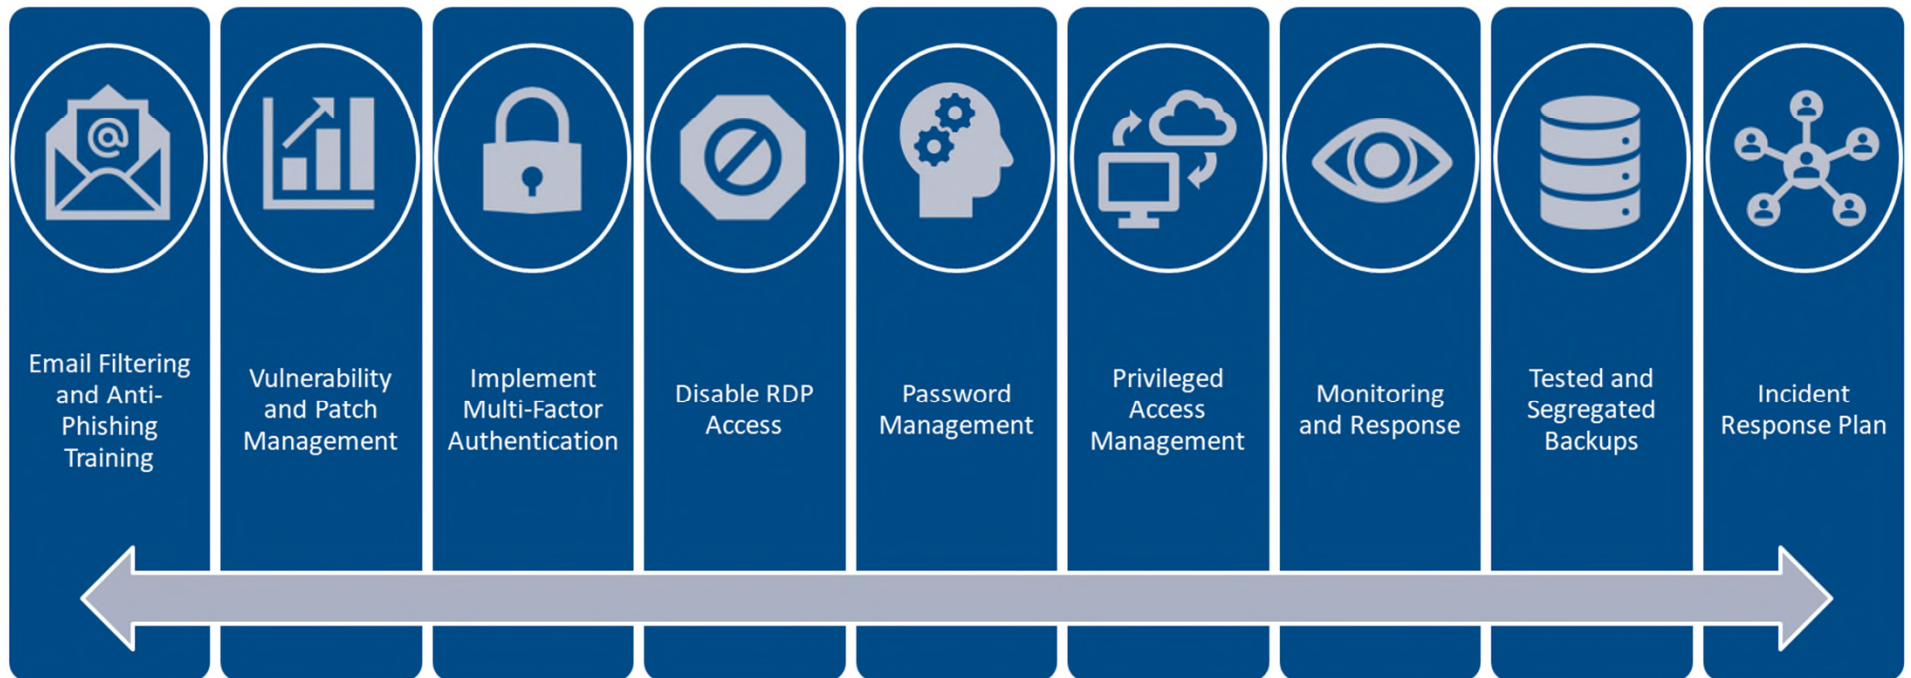 Email Filtering
and Anti-
Phishing
Training
Vulnerability
and Patch
Management
Implement
Multi-Factor
Authentication
Disable RDP
Access
Password
Management
Privileged
Access
Management
Monitoring
and Response
Tested and
Segregated
Backups
Incident
Response Plan